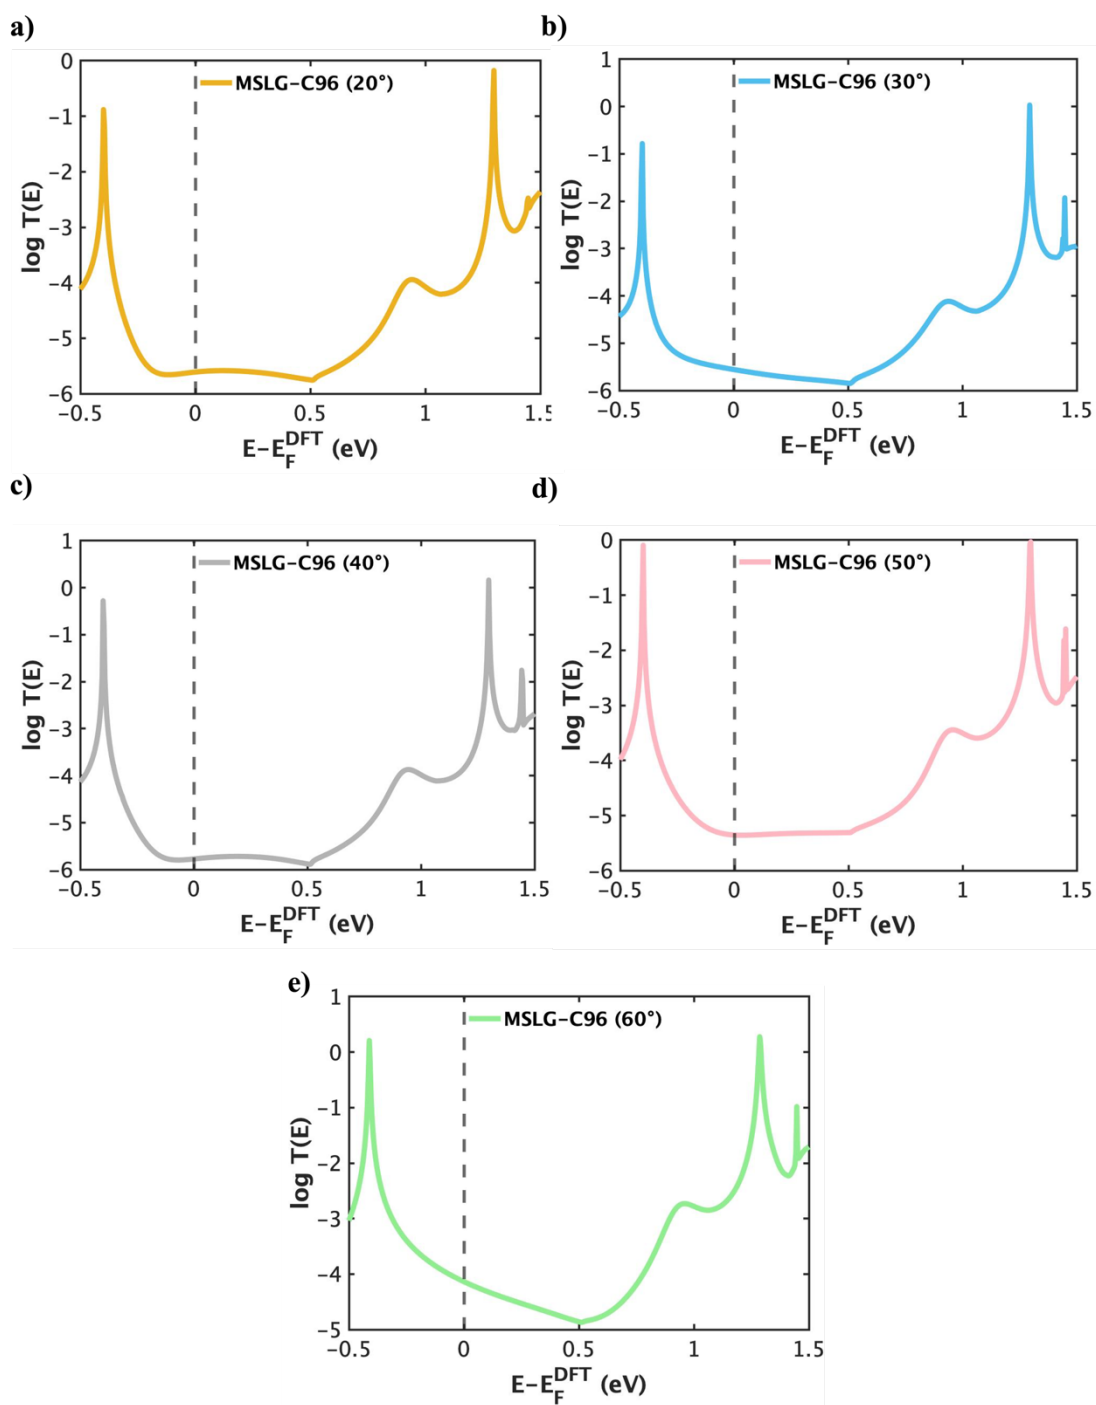 a)
MSLG-C96 (20°)
log T(E)
0
−1
−2
−3
−4
−5
−6
−0.5 0 0.5 1 1.5
E−E_F^DFT (eV)
b)
MSLG-C96 (30°)
log T(E)
1
0
−1
−2
−3
−4
−5
−6
−0.5 0 0.5 1 1.5
E−E_F^DFT (eV)
c)
MSLG-C96 (40°)
log T(E)
1
0
−1
−2
−3
−4
−5
−6
−0.5 0 0.5 1 1.5
E−E_F^DFT (eV)
d)
MSLG-C96 (50°)
log T(E)
0
−1
−2
−3
−4
−5
−6
−0.5 0 0.5 1 1.5
E−E_F^DFT (eV)
e)
MSLG-C96 (60°)
log T(E)
1
0
−1
−2
−3
−4
−5
−0.5 0 0.5 1 1.5
E−E_F^DFT (eV)